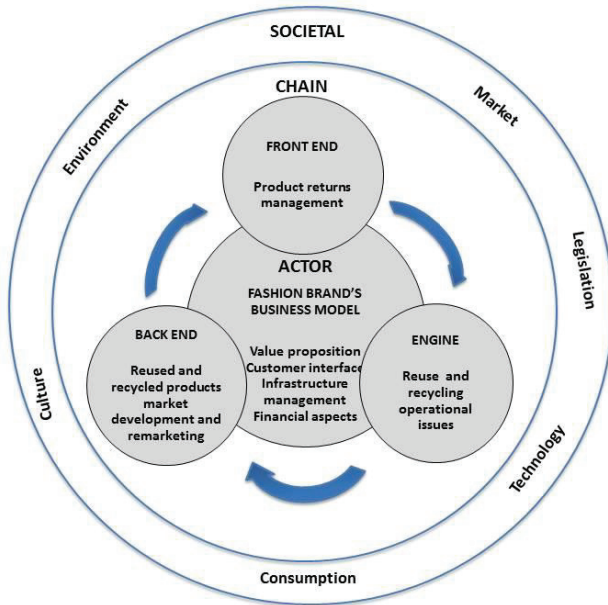 SOCIETAL
Environment
Market
Legislation
Technology
Consumption
Culture
CHAIN
FRONT END
Product returns
management
ACTOR
FASHION BRAND'S
BUSINESS MODEL
Value proposition
Customer interface
Infrastructure
management
Financial aspects
BACK END
Reused and
recycled products
market
development and
remarketing
ENGINE
Reuse and
recycling
operational
issues